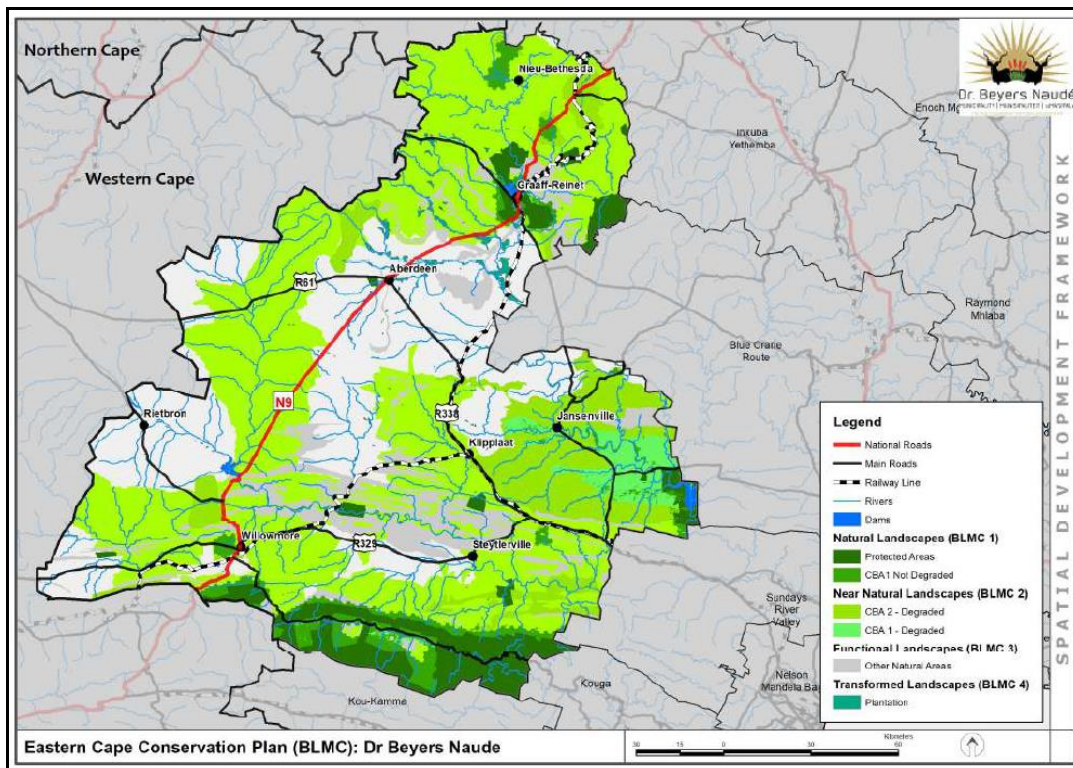 Northern Cape
Western Cape
Nieu-Bethesda
Graaff-Reinet
Aberdeen
R61
Rietbron
N9
R338
Jansenville
Klipplaat
Willowmore
R329
Steytlerville
Inxuba
Yethemba
Raymond
Mhlaba
Blue Crane
Route
Sundays
River
Valley
Nelson
Mandela Ba
Kouga
Kou-Kamma
Dr. Beyers Naudé
SPATIAL DEVELOPMENT FRAMEWORK
Legend
National Roads
Main Roads
Railway Line
Rivers
Dams
Natural Landscapes (BLMC 1)
Protected Areas
CBA 1 Not Degraded
Near Natural Landscapes (BLMC 2)
CBA 2 - Degraded
CBA 1 - Degraded
Functional Landscapes (BLMC 3)
Other Natural Areas
Transformed Landscapes (BLMC 4)
Plantation
Eastern Cape Conservation Plan (BLMC): Dr Beyers Naude
Kilometers
30 15 0 30 60